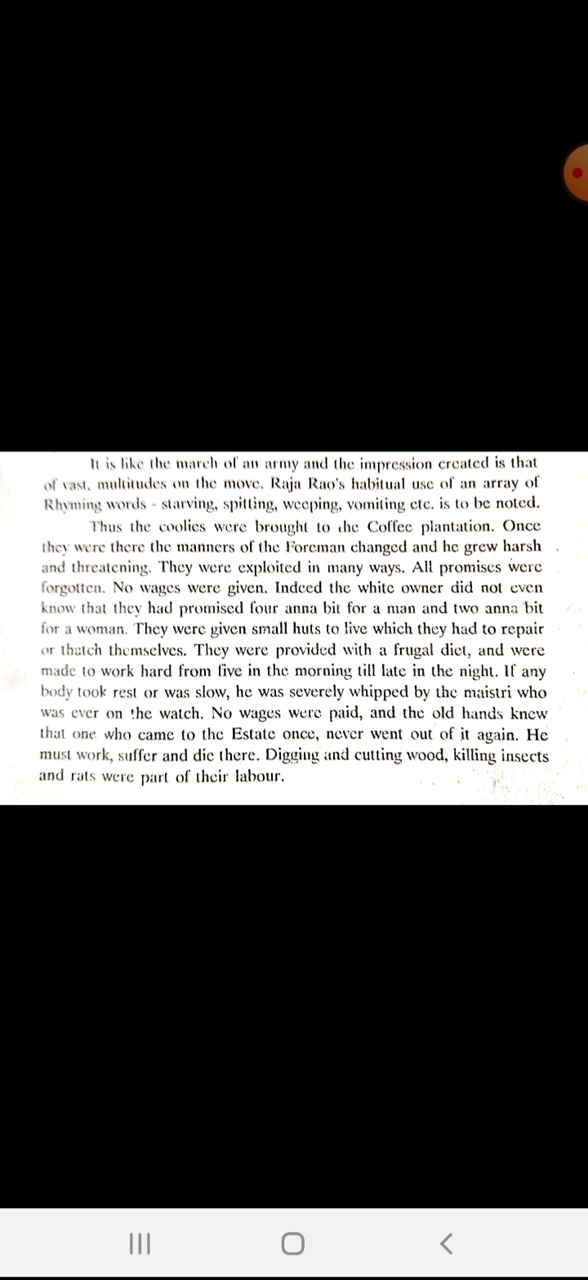 It is like the march of an army and the impression created is that
of vast, multitudes on the move. Raja Rao's habitual use of an array of
Rhyming words - starving, spitting, weeping, vomiting etc. is to be noted.
Thus the coolies were brought to the Coffee plantation. Once
they were there the manners of the Foreman changed and he grew harsh
and threatening. They were exploited in many ways. All promises were
forgotten. No wages were given. Indeed the white owner did not even
know that they had promised four anna bit for a man and two anna bit
for a woman. They were given small huts to live which they had to repair
or thatch themselves. They were provided with a frugal diet, and were
made to work hard from five in the morning till late in the night. If any
body took rest or was slow, he was severely whipped by the maistri who
was ever on the watch. No wages were paid, and the old hands knew
that one who came to the Estate once, never went out of it again. He
must work, suffer and die there. Digging and cutting wood, killing insects
and rats were part of their labour.